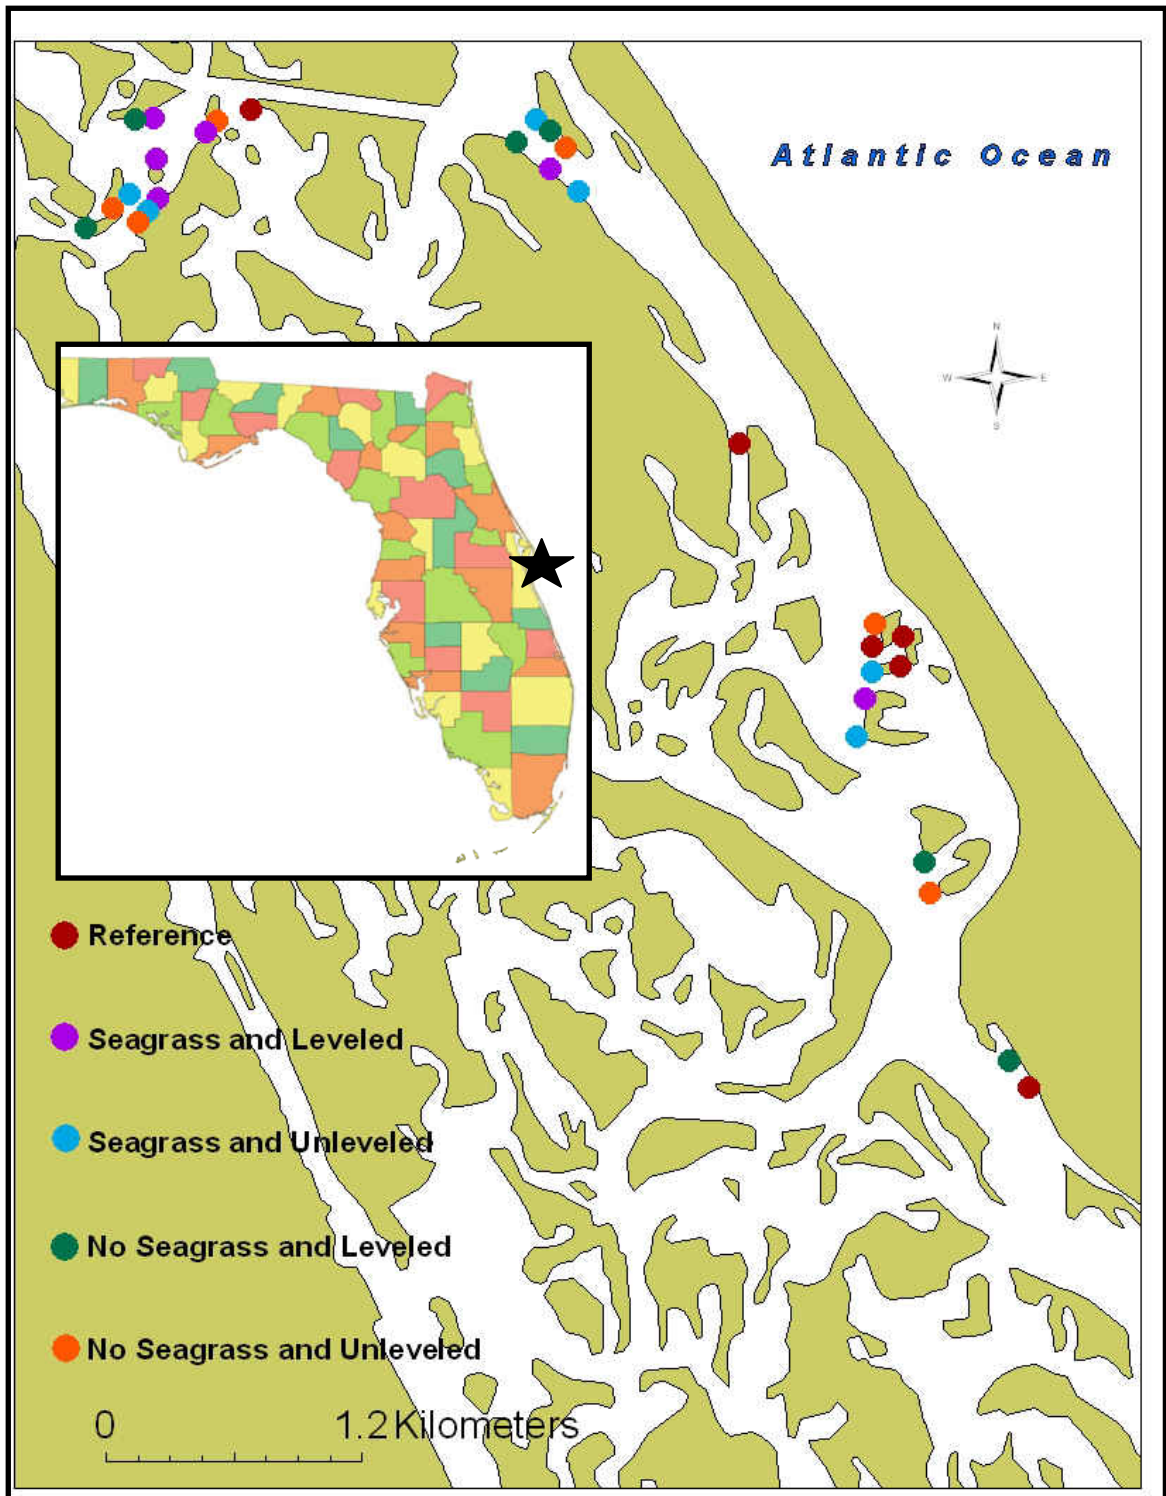 Atlantic Ocean
N
W
E
S
Reference
Seagrass and Leveled
Seagrass and Unleveled
No Seagrass and Leveled
No Seagrass and Unleveled
0 1.2 Kilometers